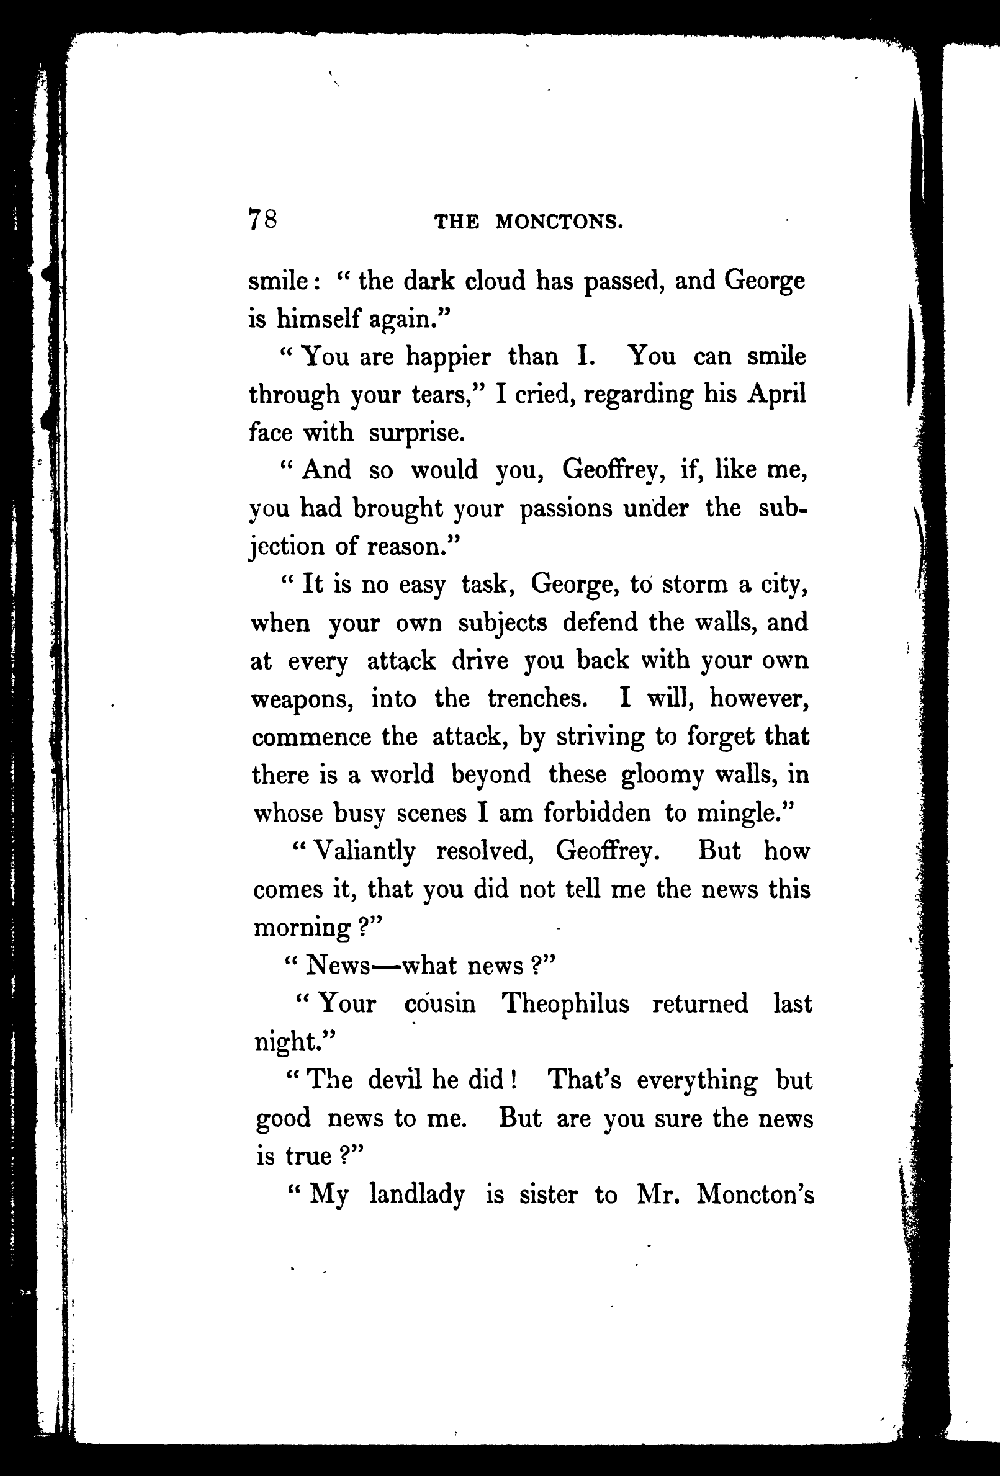 78 THE MONCTONS.
smile: “ the dark cloud has passed, and George
is himself again.”
“ You are happier than I. You can smile
through your tears,” I cried, regarding his April
face with surprise.
“ And so would you, Geoffrey, if, like me,
you had brought your passions under the sub-
jection of reason.”
“ It is no easy task, George, to storm a city,
when your own subjects defend the walls, and
at every attack drive you back with your own
weapons, into the trenches. I will, however,
commence the attack, by striving to forget that
there is a world beyond these gloomy walls, in
whose busy scenes I am forbidden to mingle.”
“ Valiantly resolved, Geoffrey. But how
comes it, that you did not tell me the news this
morning ?”
“ News—what news ?”
“ Your cousin Theophilus returned last
night.”
“ The devil he did ! That’s everything but
good news to me. But are you sure the news
is true ?”
“ My landlady is sister to Mr. Moncton’s